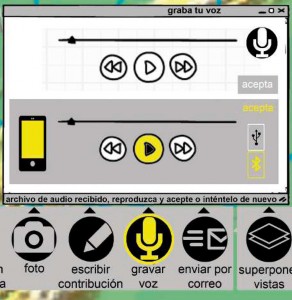 graba tu voz
acepta
acepta
archivo de audio recibido, reproduzca y acepte o inténtelo de nuevo
n foto escribir gravar enviar por superpone
a contribución voz correo vistas